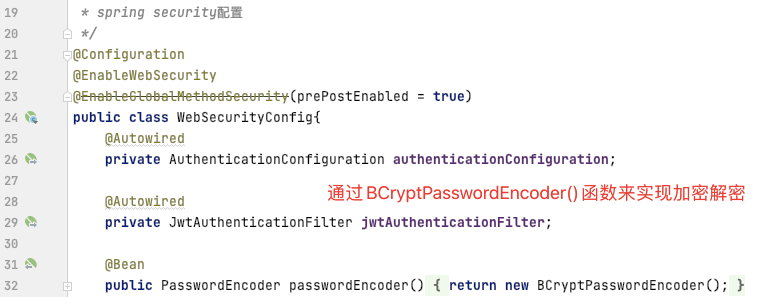 19 * spring security配置
20 */
21 @Configuration
22 @EnableWebSecurity
23 @EnableGlobalMethodSecurity(prePostEnabled = true)
24 public class WebSecurityConfig{
25 @Autowired
26 private AuthenticationConfiguration authenticationConfiguration;
27
通过 BCryptPasswordEncoder() 函数来实现加密解密
28 @Autowired
29 private JwtAuthenticationFilter jwtAuthenticationFilter;
30
31 @Bean
32 public PasswordEncoder passwordEncoder() { return new BCryptPasswordEncoder(); }